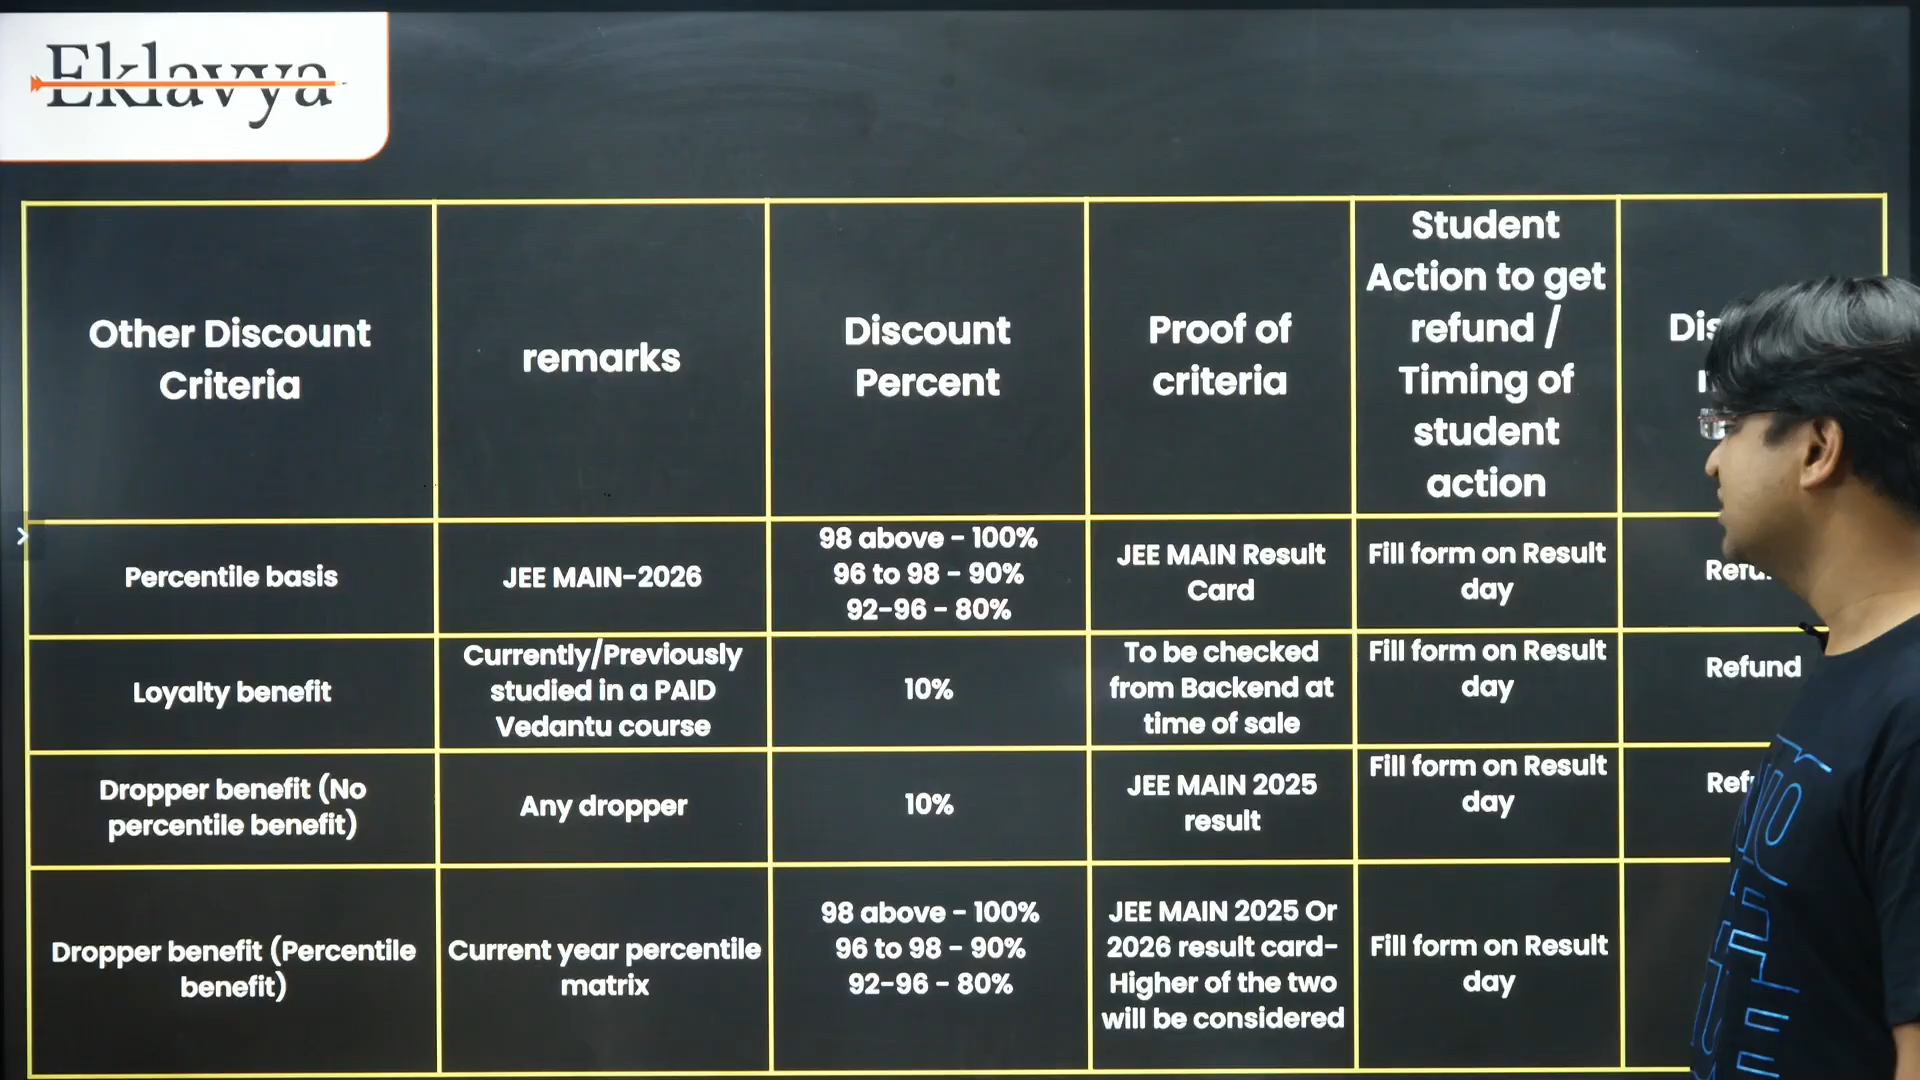 Eklavya
Other Discount
Criteria
remarks
Discount
Percent
Proof of
criteria
Student
Action to get
refund /
Timing of
student
action
Percentile basis
JEE MAIN-2026
98 above - 100%
96 to 98 - 90%
92-96 - 80%
JEE MAIN Result
Card
Fill form on Result
day
Loyalty benefit
Currently/Previously
studied in a PAID
Vedantu course
10%
To be checked
from Backend at
time of sale
Fill form on Result
day
Refund
Dropper benefit (No
percentile benefit)
Any dropper
10%
JEE MAIN 2025
result
Fill form on Result
day
Dropper benefit (Percentile
benefit)
Current year percentile
matrix
98 above - 100%
96 to 98 - 90%
92-96 - 80%
JEE MAIN 2025 Or
2026 result card-
Higher of the two
will be considered
Fill form on Result
day